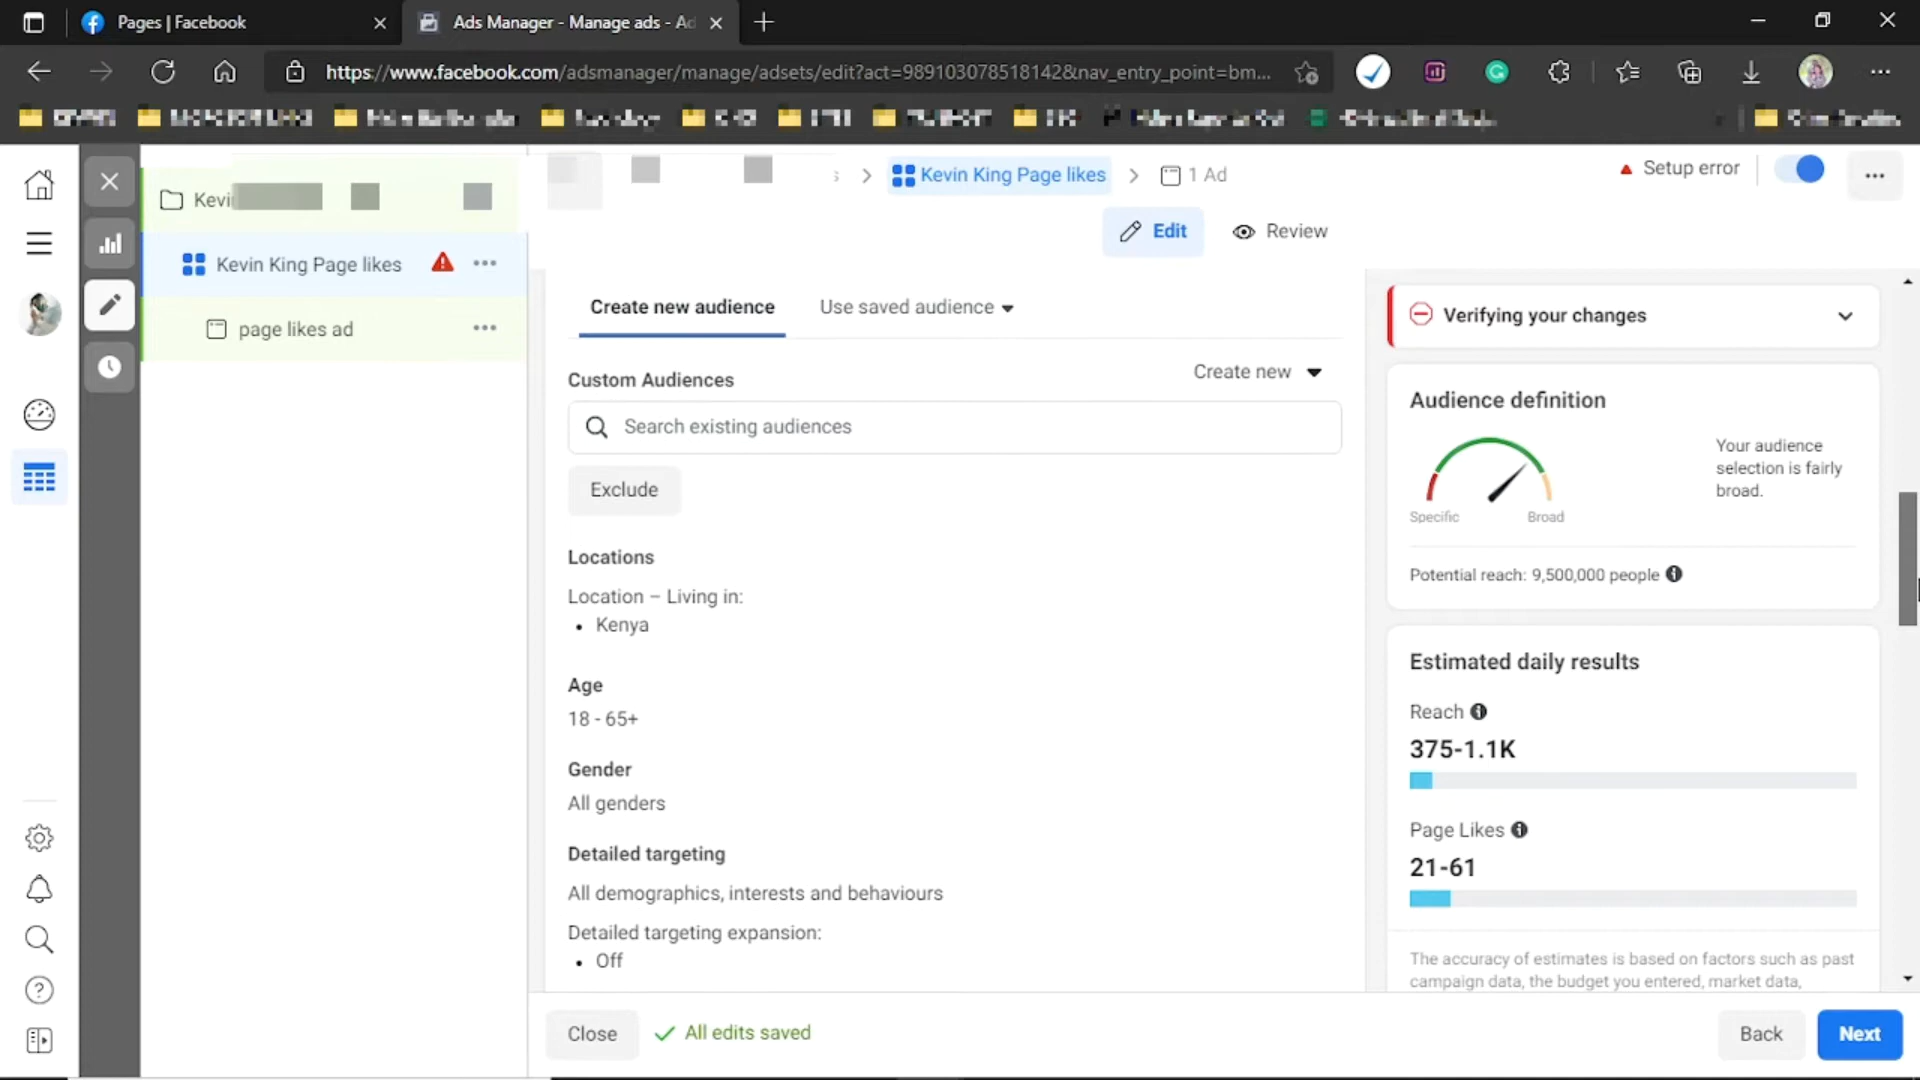 Pages | Facebook
Ads Manager - Manage ads - Ad
https://www.facebook.com/adsmanager/manage/adsets/edit?act=989103078518142&nav_entry_point=bm...
Kevi
Kevin King Page likes
page likes ad
Kevin King Page likes
1 Ad
Setup error
Edit
Review
Create new audience
Use saved audience
Custom Audiences
Create new
Search existing audiences
Exclude
Locations
Location – Living in:
• Kenya
Age
18 - 65+
Gender
All genders
Detailed targeting
All demographics, interests and behaviours
Detailed targeting expansion:
• Off
Verifying your changes
Audience definition
Your audience
selection is fairly
broad.
Specific
Broad
Potential reach: 9,500,000 people
Estimated daily results
Reach
375-1.1K
Page Likes
21-61
The accuracy of estimates is based on factors such as past
campaign data, the budget you entered, market data,
Close
All edits saved
Back
Next